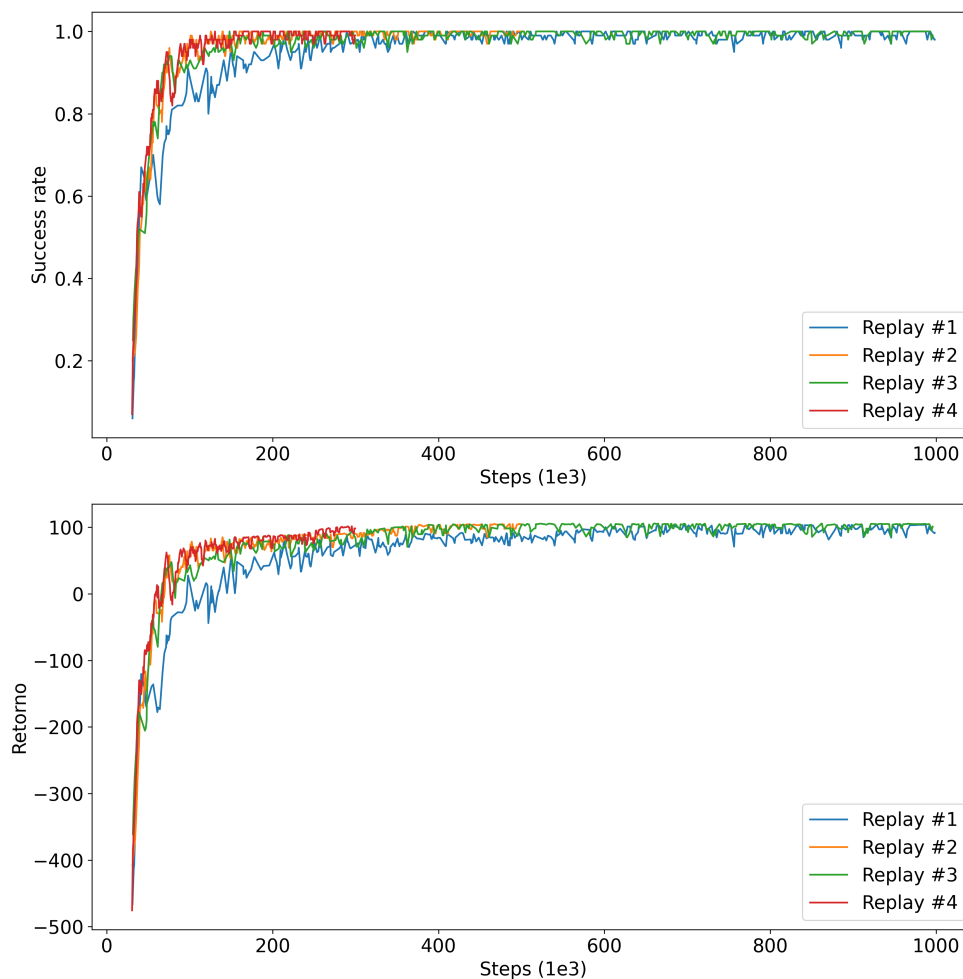 1.0
0.8
0.6
0.4
0.2
Success rate
0 200 400 600 800 1000
Steps (1e3)
Replay #1
Replay #2
Replay #3
Replay #4
100
0
−100
−200
−300
−400
−500
Retorno
0 200 400 600 800 1000
Steps (1e3)
Replay #1
Replay #2
Replay #3
Replay #4